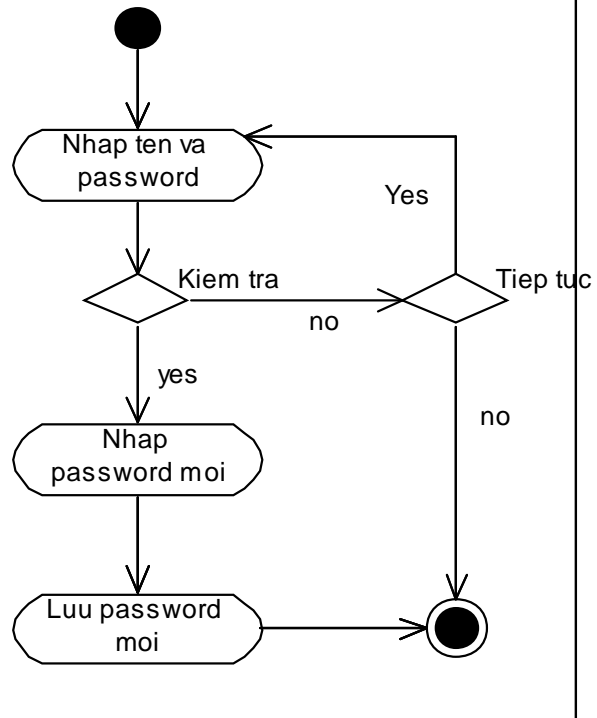 Nhap ten va
password
Yes
Kiem tra
Tiep tuc
no
yes
no
Nhap
password moi
Luu password
moi